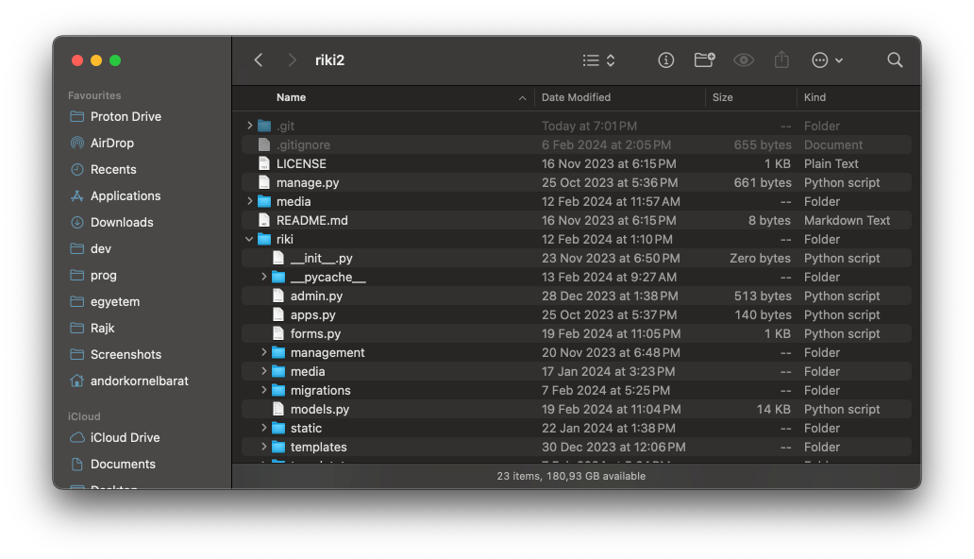 riki2
Favourites
Proton Drive
AirDrop
Recents
Applications
Downloads
dev
prog
egyetem
Rajk
Screenshots
andorkornelbarat
iCloud
iCloud Drive
Documents
Desktop
Name Date Modified Size Kind
.git Today at 7:01 PM -- Folder
.gitignore 6 Feb 2024 at 2:05 PM 655 bytes Document
LICENSE 16 Nov 2023 at 6:15 PM 1 KB Plain Text
manage.py 25 Oct 2023 at 5:36 PM 661 bytes Python script
media 12 Feb 2024 at 11:57 AM -- Folder
README.md 16 Nov 2023 at 6:15 PM 8 bytes Markdown Text
riki 12 Feb 2024 at 1:10 PM -- Folder
__init__.py 23 Nov 2023 at 6:50 PM Zero bytes Python script
__pycache__ 13 Feb 2024 at 9:27 AM -- Folder
admin.py 28 Dec 2023 at 1:38 PM 513 bytes Python script
apps.py 25 Oct 2023 at 5:37 PM 140 bytes Python script
forms.py 19 Feb 2024 at 11:05 PM 1 KB Python script
management 20 Nov 2023 at 6:48 PM -- Folder
media 17 Jan 2024 at 3:23 PM -- Folder
migrations 7 Feb 2024 at 5:25 PM -- Folder
models.py 19 Feb 2024 at 11:04 PM 14 KB Python script
static 22 Jan 2024 at 1:38 PM -- Folder
templates 30 Dec 2023 at 12:06 PM -- Folder
23 items, 180,93 GB available